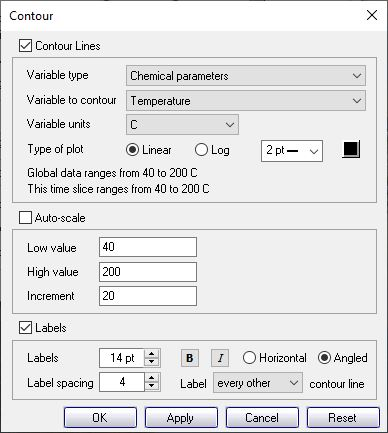 Contour
Contour Lines
Variable type Chemical parameters
Variable to contour Temperature
Variable units C
Type of plot Linear Log 2 pt
Global data ranges from 40 to 200 C
This time slice ranges from 40 to 200 C
Auto-scale
Low value 40
High value 200
Increment 20
Labels
Labels 14 pt B I Horizontal Angled
Label spacing 4 Label every other contour line
OK Apply Cancel Reset